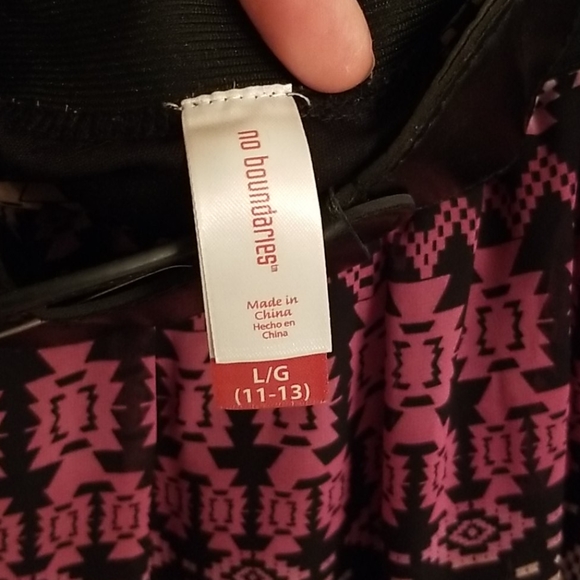 no boundaries™
Made in
China
Hecho en
China
L/G
(11-13)